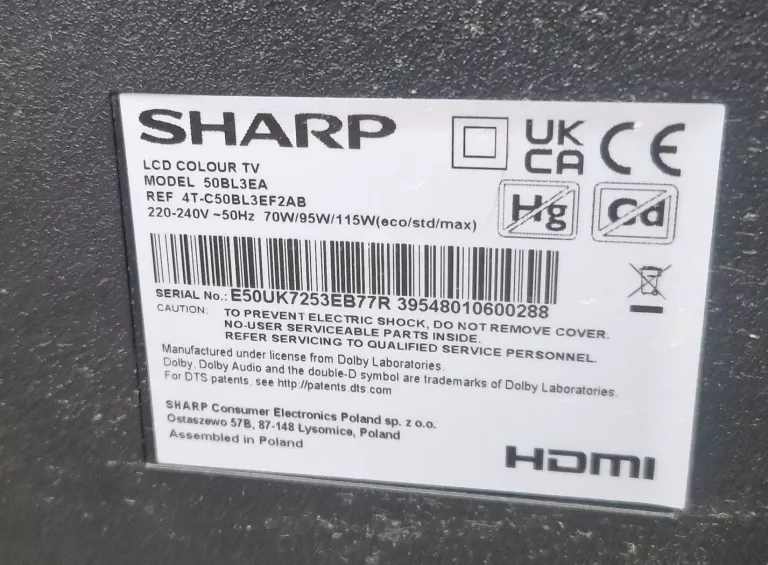 SHARP
UK
CA
CE
LCD COLOUR TV
MODEL 50BL3EA
REF 4T-C50BL3EF2AB
220-240V ~50Hz 70W/95W/115W(eco/std/max)
Hg
Cd
SERIAL No.: E50UK7253EB77R 39548010600288
CAUTION: TO PREVENT ELECTRIC SHOCK, DO NOT REMOVE COVER.
NO-USER SERVICEABLE PARTS INSIDE.
REFER SERVICING TO QUALIFIED SERVICE PERSONNEL.
Manufactured under license from Dolby Laboratories.
Dolby, Dolby Audio and the double-D symbol are trademarks of Dolby Laboratories.
For DTS patents, see http://patents.dts.com
SHARP Consumer Electronics Poland sp. z o.o.
Ostaszewo 57B, 87-148 Łysomice, Poland
Assembled in Poland
HDMI